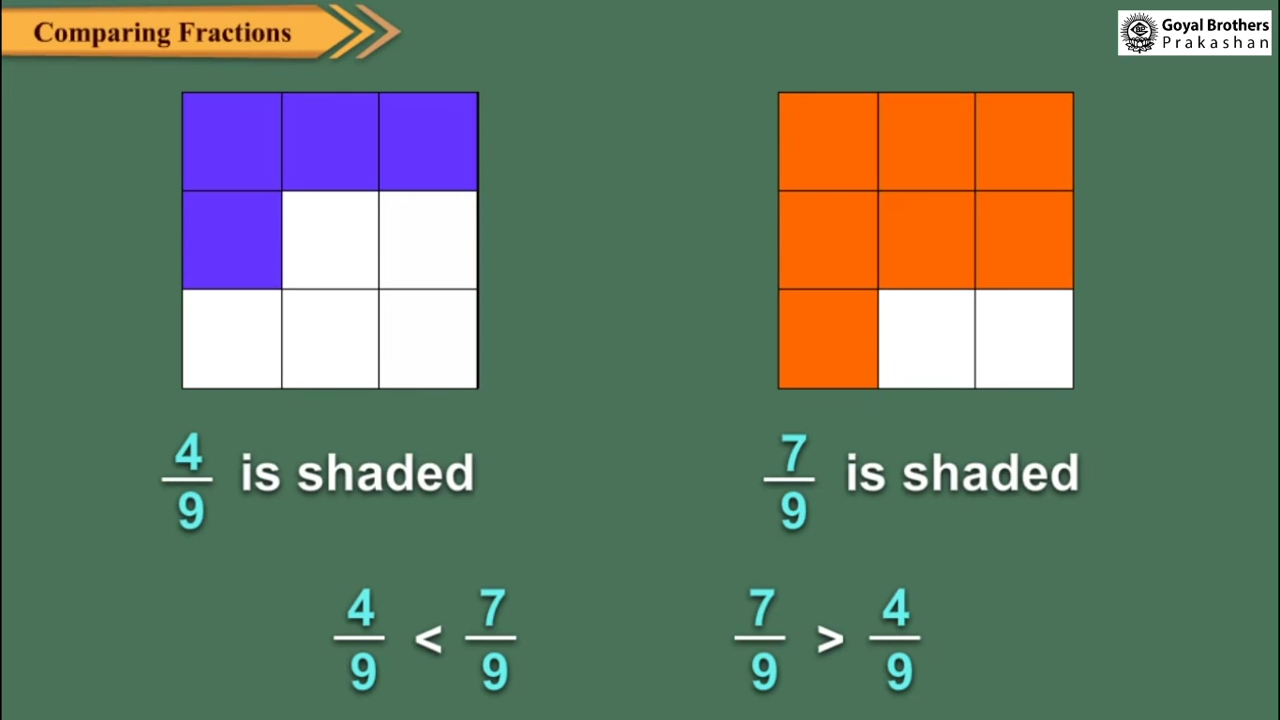 Comparing Fractions
Goyal Brothers
Prakashan
4/9 is shaded
7/9 is shaded
4/9 < 7/9
7/9 > 4/9